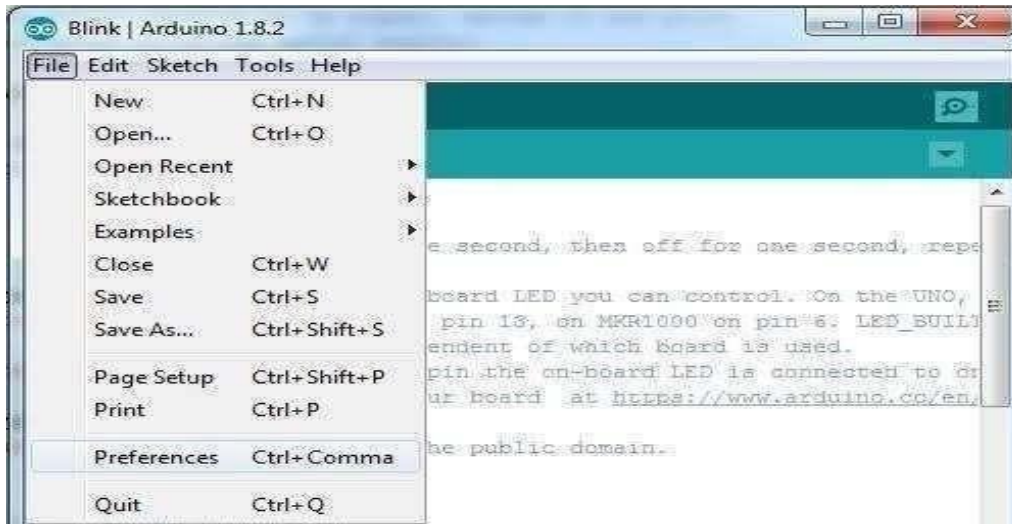 Blink | Arduino 1.8.2
File Edit Sketch Tools Help
New Ctrl+N
Open... Ctrl+O
Open Recent
Sketchbook
Examples
e second, then off for one second, repe
Close Ctrl+W
Save Ctrl+S
board LED you can control. On the UNO,
Save As... Ctrl+Shift+S
pin 13, on MKR1000 on pin 6. LED_BUILT
endent of which board is used.
Page Setup Ctrl+Shift+P
pin the on-board LED is connected to on
ur board at https://www.arduino.cc/en/
Print Ctrl+P
Preferences Ctrl+Comma
he public domain.
Quit Ctrl+Q